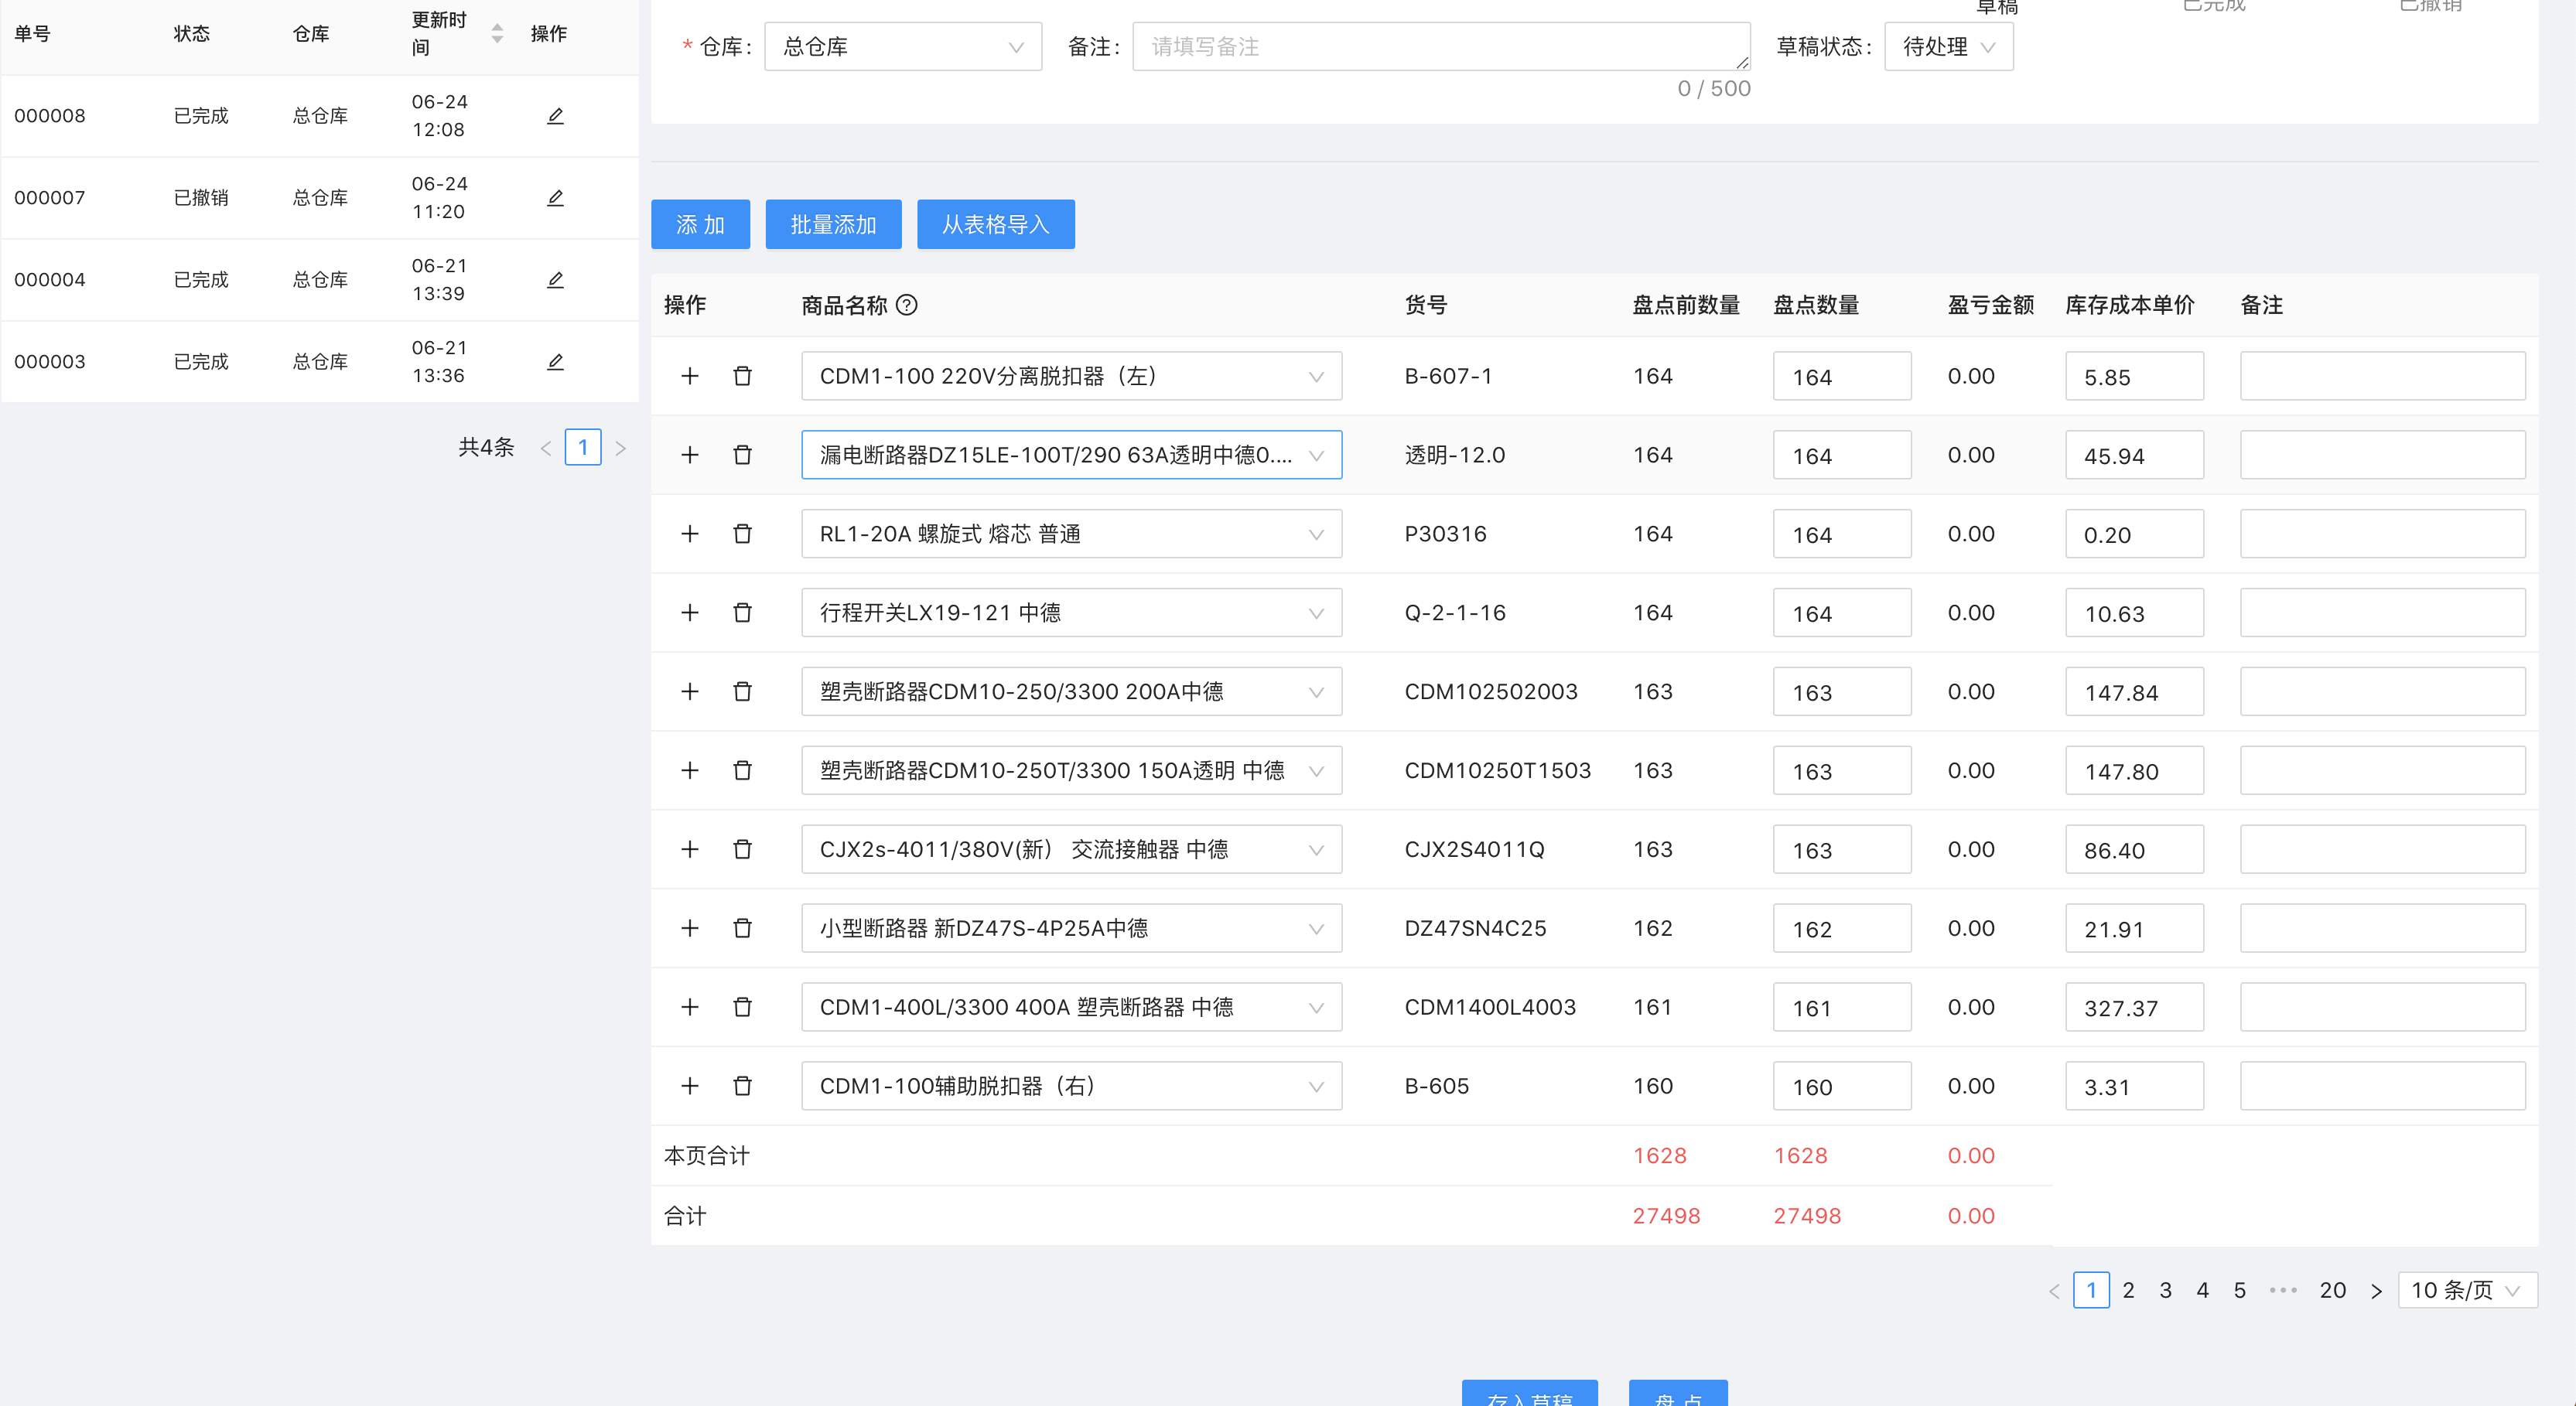 单号 状态 仓库 更新时间 操作
000008 已完成 总仓库 06-24 12:08
000007 已撤销 总仓库 06-24 11:20
000004 已完成 总仓库 06-21 13:39
000003 已完成 总仓库 06-21 13:36
共4条 1
草稿 已完成 已撤销
* 仓库: 总仓库 备注: 请填写备注 草稿状态: 待处理
0 / 500
添 加 批量添加 从表格导入
操作 商品名称 货号 盘点前数量 盘点数量 盈亏金额 库存成本单价 备注
CDM1-100 220V分离脱扣器（左） B-607-1 164 164 0.00 5.85
漏电断路器DZ15LE-100T/290 63A透明中德0.... 透明-12.0 164 164 0.00 45.94
RL1-20A 螺旋式 熔芯 普通 P30316 164 164 0.00 0.20
行程开关LX19-121 中德 Q-2-1-16 164 164 0.00 10.63
塑壳断路器CDM10-250/3300 200A中德 CDM102502003 163 163 0.00 147.84
塑壳断路器CDM10-250T/3300 150A透明 中德 CDM10250T1503 163 163 0.00 147.80
CJX2s-4011/380V(新） 交流接触器 中德 CJX2S4011Q 163 163 0.00 86.40
小型断路器 新DZ47S-4P25A中德 DZ47SN4C25 162 162 0.00 21.91
CDM1-400L/3300 400A 塑壳断路器 中德 CDM1400L4003 161 161 0.00 327.37
CDM1-100辅助脱扣器（右） B-605 160 160 0.00 3.31
本页合计 1628 1628 0.00
合计 27498 27498 0.00
1 2 3 4 5 ••• 20 10 条/页
存入草稿 盘 点